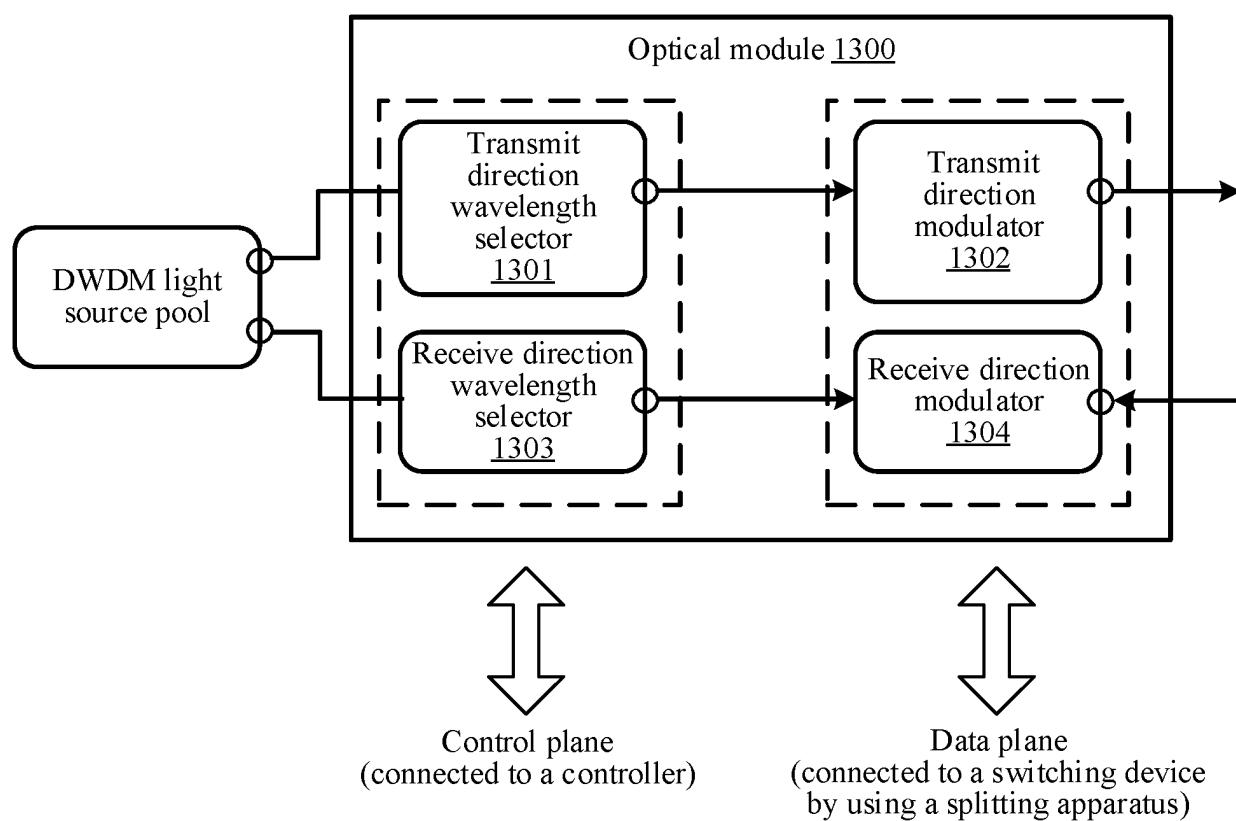 Optical module 1300
DWDM light
source pool
Transmit
direction
wavelength
selector
1301
Transmit
direction
modulator
1302
Receive direction
wavelength
selector
1303
Receive direction
modulator
1304
Control plane
(connected to a controller)
Data plane
(connected to a switching device
by using a splitting apparatus)